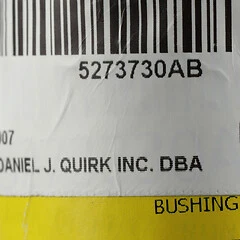 5273730AB
007
DANIEL J. QUIRK INC. DBA
BUSHING